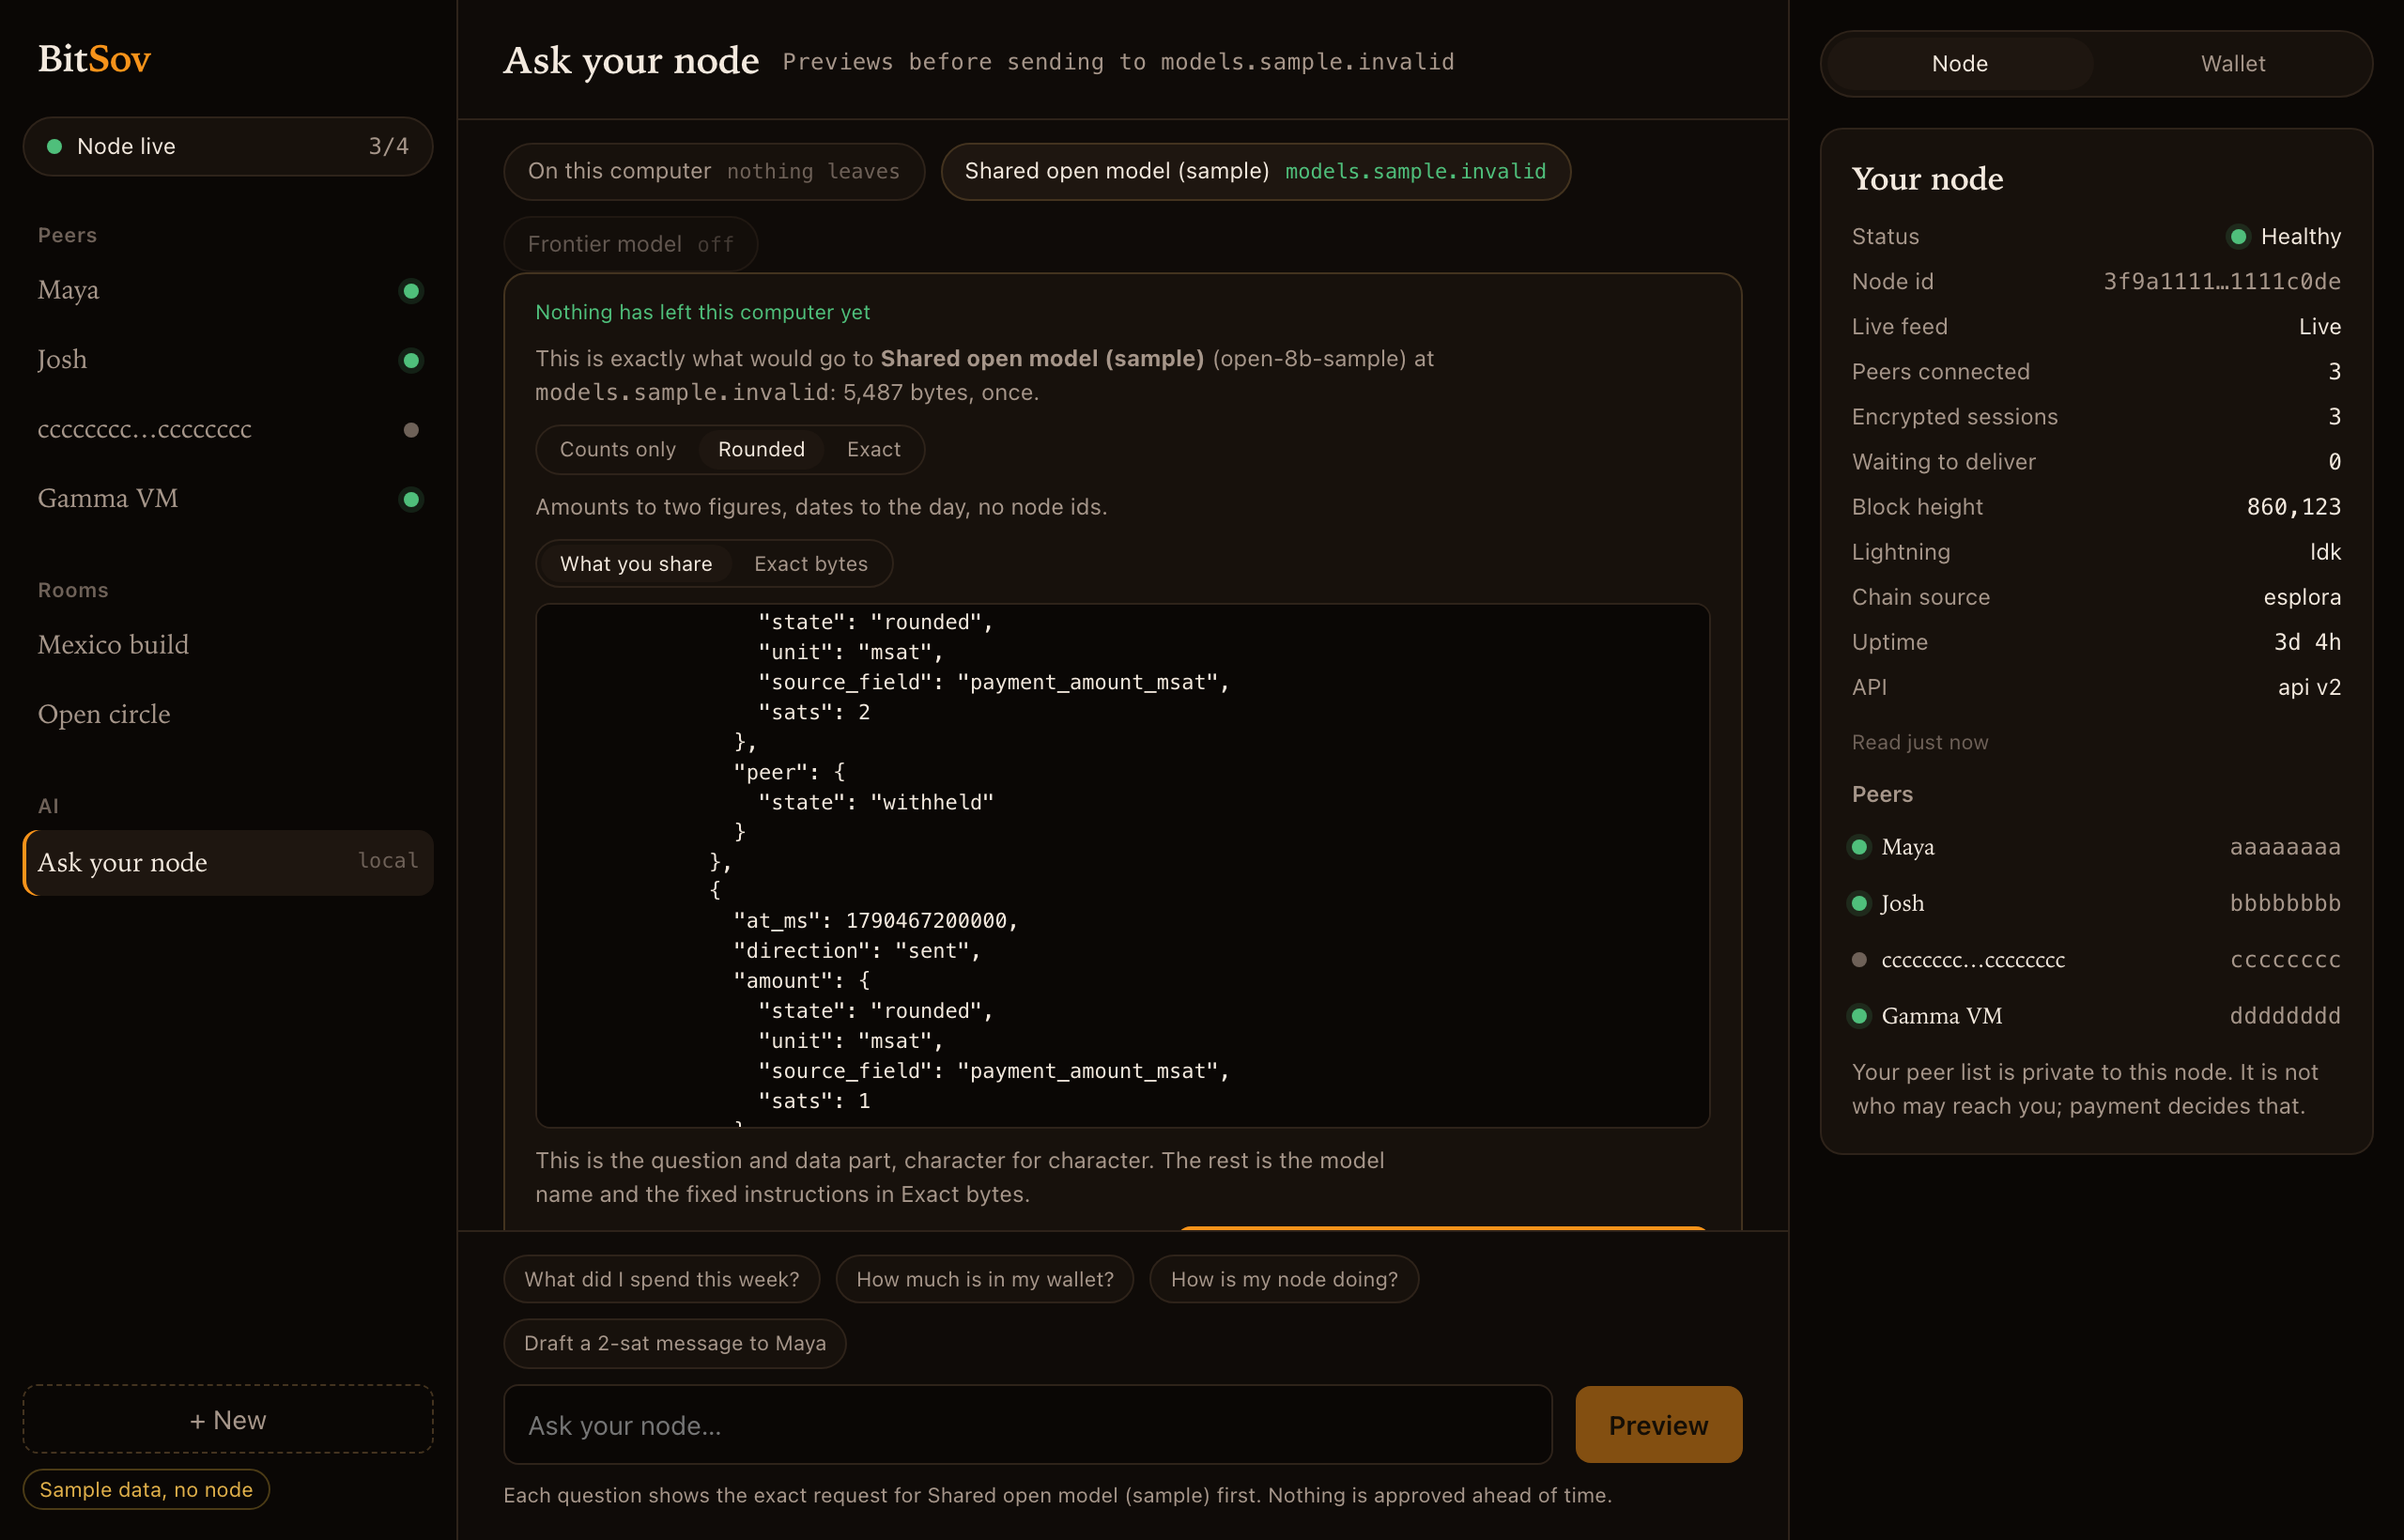 BitSov
Node live 3/4
Peers
Maya
Josh
cccccccc…cccccccc
Gamma VM
Rooms
Mexico build
Open circle
AI
Ask your node local
+ New
Sample data, no node
Ask your node Previews before sending to models.sample.invalid
On this computer nothing leaves
Shared open model (sample) models.sample.invalid
Frontier model off
Nothing has left this computer yet
This is exactly what would go to Shared open model (sample) (open-8b-sample) at
models.sample.invalid: 5,487 bytes, once.
Counts only Rounded Exact
Amounts to two figures, dates to the day, no node ids.
What you share Exact bytes
"state": "rounded",
"unit": "msat",
"source_field": "payment_amount_msat",
"sats": 2
},
"peer": {
"state": "withheld"
}
},
{
"at_ms": 1790467200000,
"direction": "sent",
"amount": {
"state": "rounded",
"unit": "msat",
"source_field": "payment_amount_msat",
"sats": 1
}
This is the question and data part, character for character. The rest is the model
name and the fixed instructions in Exact bytes.
What did I spend this week? How much is in my wallet? How is my node doing?
Draft a 2-sat message to Maya
Ask your node…
Preview
Each question shows the exact request for Shared open model (sample) first. Nothing is approved ahead of time.
Node Wallet
Your node
Status Healthy
Node id 3f9a1111…1111c0de
Live feed Live
Peers connected 3
Encrypted sessions 3
Waiting to deliver 0
Block height 860,123
Lightning ldk
Chain source esplora
Uptime 3d 4h
API api v2
Read just now
Peers
Maya aaaaaaaa
Josh bbbbbbbb
cccccccc…cccccccc cccccccc
Gamma VM dddddddd
Your peer list is private to this node. It is not
who may reach you; payment decides that.